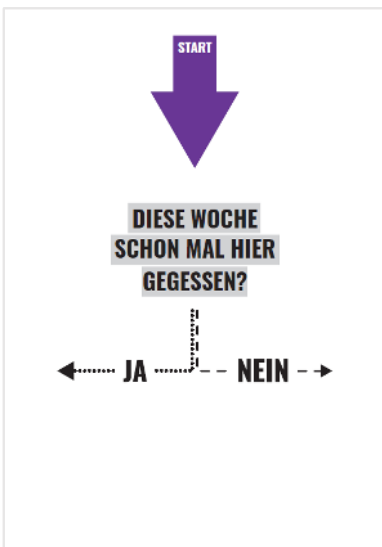 START
DIESE WOCHE
SCHON MAL HIER
GEGESSEN?
JA
NEIN